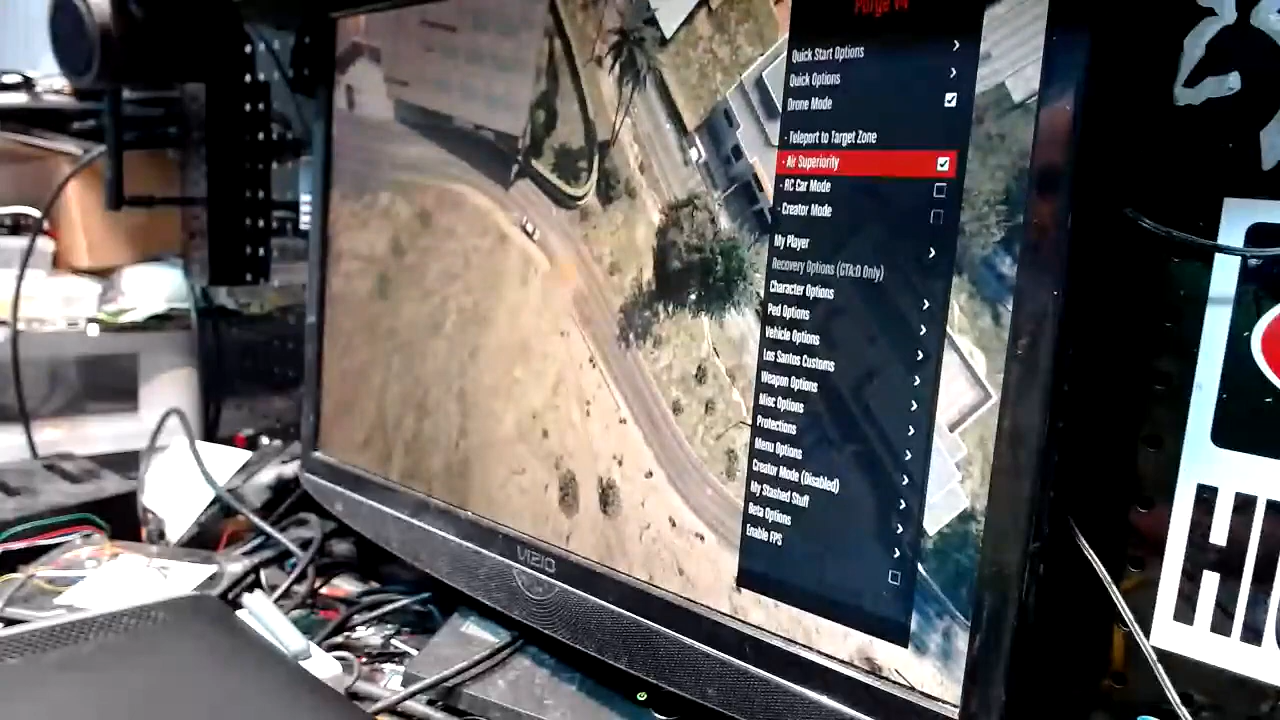 Purge V4
Quick Start Options
Quick Options
Drone Mode
- Teleport to Target Zone
- Air Superiority
- RC Car Mode
- Creator Mode
My Player
Recovery Options (GTA:O Only)
Character Options
Ped Options
Vehicle Options
Los Santos Customs
Weapon Options
Misc Options
Protections
Menu Options
Creator Mode (Disabled)
My Stashed Stuff
Beta Options
Enable FPS
VIZIO